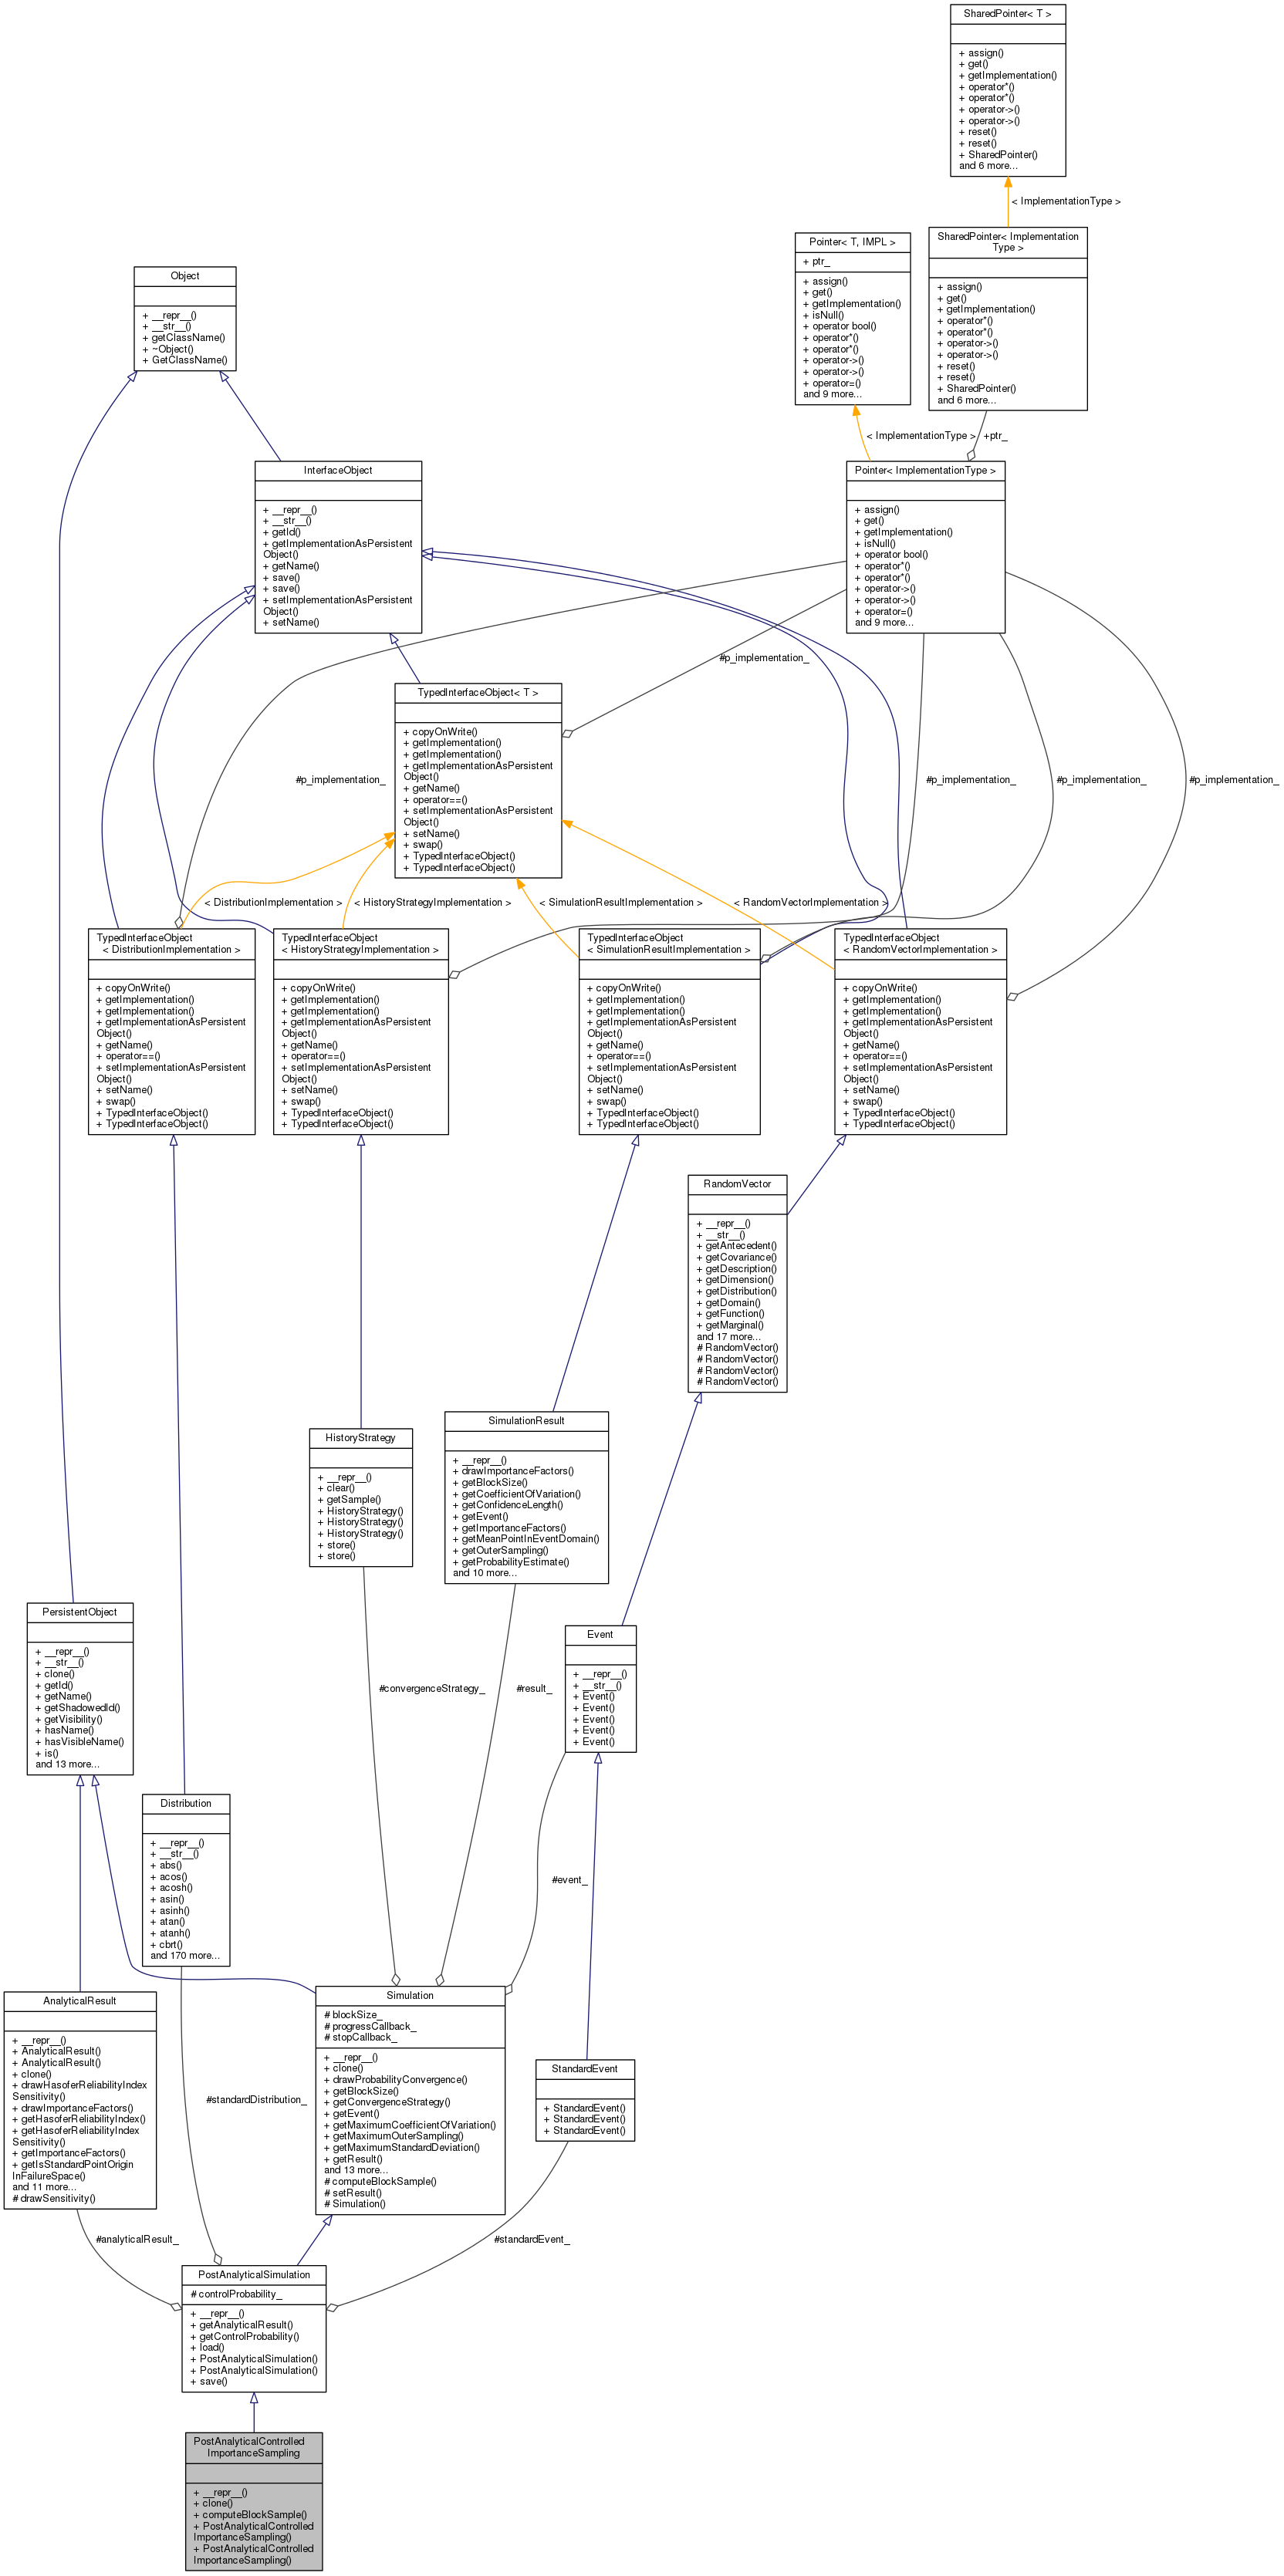 SharedPointer< T >
+ assign()
+ get()
+ getImplementation()
+ operator*()
+ operator*()
+ operator->()
+ operator->()
+ reset()
+ reset()
+ SharedPointer()
and 6 more...
< ImplementationType >
SharedPointer< Implementation
Type >
+ assign()
+ get()
+ getImplementation()
+ operator*()
+ operator*()
+ operator->()
+ operator->()
+ reset()
+ reset()
+ SharedPointer()
and 6 more...
Pointer< T, IMPL >
+ ptr_
+ assign()
+ get()
+ getImplementation()
+ isNull()
+ operator bool()
+ operator*()
+ operator*()
+ operator->()
+ operator->()
+ operator=()
and 9 more...
Object
+ __repr__()
+ __str__()
+ getClassName()
+ ~Object()
+ GetClassName()
< ImplementationType >
+ptr_
InterfaceObject
+ __repr__()
+ __str__()
+ getId()
+ getImplementationAsPersistent
Object()
+ getName()
+ save()
+ save()
+ setImplementationAsPersistent
Object()
+ setName()
Pointer< ImplementationType >
+ assign()
+ get()
+ getImplementation()
+ isNull()
+ operator bool()
+ operator*()
+ operator*()
+ operator->()
+ operator->()
+ operator=()
and 9 more...
#p_implementation_
TypedInterfaceObject< T >
+ copyOnWrite()
+ getImplementation()
+ getImplementation()
+ getImplementationAsPersistent
Object()
+ getName()
+ operator==()
+ setImplementationAsPersistent
Object()
+ setName()
+ swap()
+ TypedInterfaceObject()
+ TypedInterfaceObject()
#p_implementation_
#p_implementation_
#p_implementation_
#p_implementation_
< DistributionImplementation >
< HistoryStrategyImplementation >
< SimulationResultImplementation >
< RandomVectorImplementation >
TypedInterfaceObject
< DistributionImplementation >
+ copyOnWrite()
+ getImplementation()
+ getImplementation()
+ getImplementationAsPersistent
Object()
+ getName()
+ operator==()
+ setImplementationAsPersistent
Object()
+ setName()
+ swap()
+ TypedInterfaceObject()
+ TypedInterfaceObject()
TypedInterfaceObject
< HistoryStrategyImplementation >
+ copyOnWrite()
+ getImplementation()
+ getImplementation()
+ getImplementationAsPersistent
Object()
+ getName()
+ operator==()
+ setImplementationAsPersistent
Object()
+ setName()
+ swap()
+ TypedInterfaceObject()
+ TypedInterfaceObject()
TypedInterfaceObject
< SimulationResultImplementation >
+ copyOnWrite()
+ getImplementation()
+ getImplementation()
+ getImplementationAsPersistent
Object()
+ getName()
+ operator==()
+ setImplementationAsPersistent
Object()
+ setName()
+ swap()
+ TypedInterfaceObject()
+ TypedInterfaceObject()
TypedInterfaceObject
< RandomVectorImplementation >
+ copyOnWrite()
+ getImplementation()
+ getImplementation()
+ getImplementationAsPersistent
Object()
+ getName()
+ operator==()
+ setImplementationAsPersistent
Object()
+ setName()
+ swap()
+ TypedInterfaceObject()
+ TypedInterfaceObject()
RandomVector
+ __repr__()
+ __str__()
+ getAntecedent()
+ getCovariance()
+ getDescription()
+ getDimension()
+ getDistribution()
+ getDomain()
+ getFunction()
+ getMarginal()
and 17 more...
# RandomVector()
# RandomVector()
# RandomVector()
# RandomVector()
HistoryStrategy
+ __repr__()
+ clear()
+ getSample()
+ HistoryStrategy()
+ HistoryStrategy()
+ HistoryStrategy()
+ store()
+ store()
SimulationResult
+ __repr__()
+ drawImportanceFactors()
+ getBlockSize()
+ getCoefficientOfVariation()
+ getConfidenceLength()
+ getEvent()
+ getImportanceFactors()
+ getMeanPointInEventDomain()
+ getOuterSampling()
+ getProbabilityEstimate()
and 10 more...
PersistentObject
+ __repr__()
+ __str__()
+ clone()
+ getId()
+ getName()
+ getShadowedId()
+ getVisibility()
+ hasName()
+ hasVisibleName()
+ is()
and 13 more...
Event
+ __repr__()
+ __str__()
+ Event()
+ Event()
+ Event()
+ Event()
+ Event()
#convergenceStrategy_
#result_
Distribution
+ __repr__()
+ __str__()
+ abs()
+ acos()
+ acosh()
+ asin()
+ asinh()
+ atan()
+ atanh()
+ cbrt()
and 170 more...
#event_
AnalyticalResult
+ __repr__()
+ AnalyticalResult()
+ AnalyticalResult()
+ clone()
+ drawHasoferReliabilityIndex
Sensitivity()
+ drawImportanceFactors()
+ getHasoferReliabilityIndex()
+ getHasoferReliabilityIndex
Sensitivity()
+ getImportanceFactors()
+ getIsStandardPointOrigin
InFailureSpace()
and 11 more...
# drawSensitivity()
#standardDistribution_
Simulation
# blockSize_
# progressCallback_
# stopCallback_
+ __repr__()
+ clone()
+ drawProbabilityConvergence()
+ getBlockSize()
+ getConvergenceStrategy()
+ getEvent()
+ getMaximumCoefficientOfVariation()
+ getMaximumOuterSampling()
+ getMaximumStandardDeviation()
+ getResult()
and 13 more...
# computeBlockSample()
# setResult()
# Simulation()
StandardEvent
+ StandardEvent()
+ StandardEvent()
+ StandardEvent()
#analyticalResult_
#standardEvent_
PostAnalyticalSimulation
# controlProbability_
+ __repr__()
+ getAnalyticalResult()
+ getControlProbability()
+ load()
+ PostAnalyticalSimulation()
+ PostAnalyticalSimulation()
+ save()
PostAnalyticalControlled
ImportanceSampling
+ __repr__()
+ clone()
+ computeBlockSample()
+ PostAnalyticalControlled
ImportanceSampling()
+ PostAnalyticalControlled
ImportanceSampling()